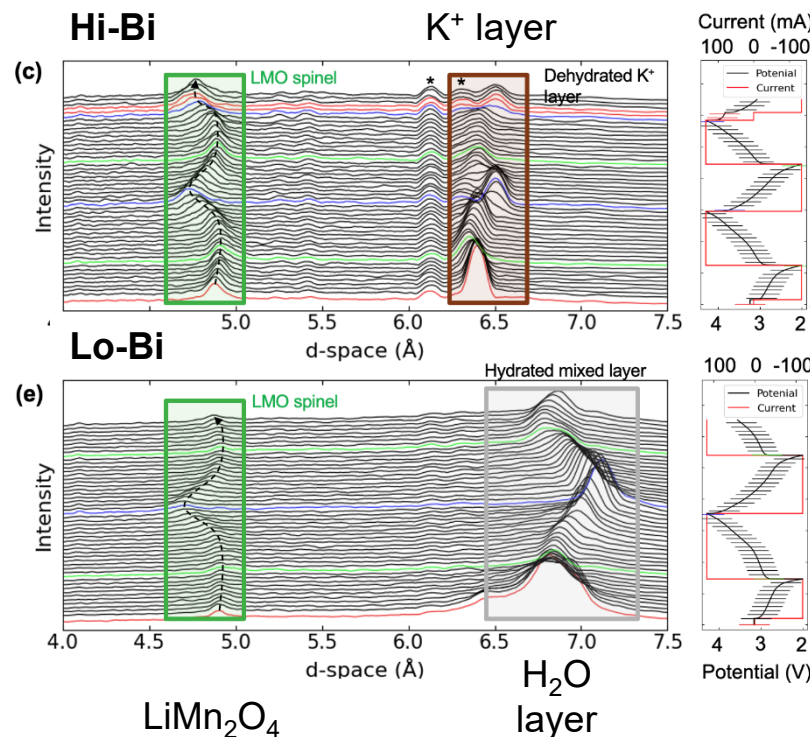 Hi-Bi
K⁺ layer
Current (mA)
100 0 -100
(c)
LMO spinel
*
*
Dehydrated K⁺
layer
Potential
Current
Intensity
5.0 5.5 6.0 6.5 7.0 7.5
d-space (Å)
4 3 2
Lo-Bi
100 0 -100
Hydrated mixed layer
(e)
LMO spinel
Potenial
Current
Intensity
4.0 4.5 5.0 5.5 6.0 6.5 7.0 7.5
d-space (Å)
4 3 2
Potential (V)
LiMn₂O₄
H₂O
layer